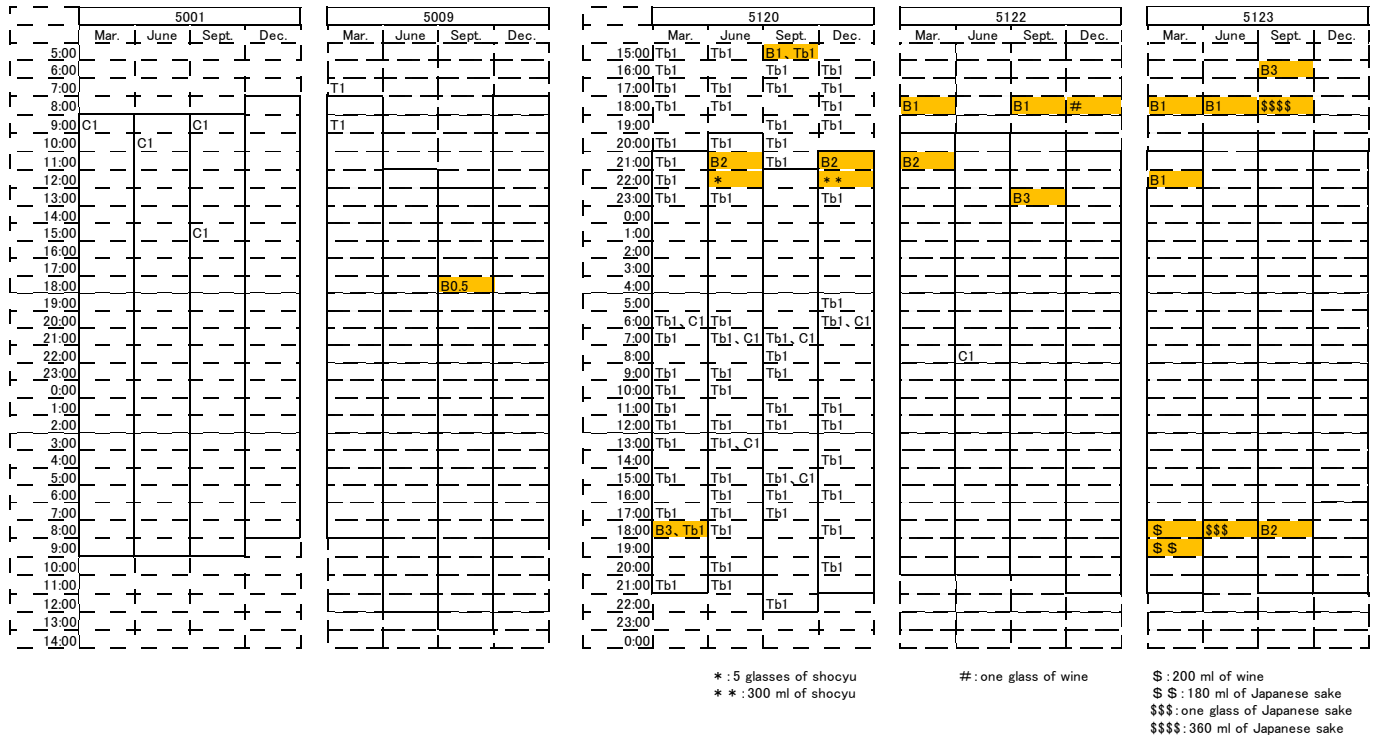 5001 5009 5120 5122 5123
Mar. June Sept. Dec. Mar. June Sept. Dec. Mar. June Sept. Dec. Mar. June Sept. Dec. Mar. June Sept. Dec.
5:00 15:00 Tb1 Tb1 B1、Tb1
6:00 16:00 Tb1 Tb1 Tb1 B3
7:00 T1 17:00 Tb1 Tb1 Tb1 Tb1
8:00 18:00 Tb1 Tb1 Tb1 B1 B1 # B1 B1 $$$$
9:00 C1 C1 T1 19:00 Tb1 Tb1
10:00 C1 20:00 Tb1 Tb1 Tb1
11:00 21:00 Tb1 B2 Tb1 B2 B2
12:00 22:00 Tb1 * ** B1
13:00 23:00 Tb1 Tb1 Tb1 B3
14:00 0:00
15:00 C1 1:00
16:00 2:00
17:00 3:00
18:00 B0.5 4:00
19:00 5:00 Tb1
20:00 6:00 Tb1、C1 Tb1 Tb1、C1
21:00 7:00 Tb1 Tb1、C1 Tb1、C1
22:00 8:00 Tb1 C1
23:00 9:00 Tb1 Tb1 Tb1
0:00 10:00 Tb1 Tb1
1:00 11:00 Tb1 Tb1 Tb1
2:00 12:00 Tb1 Tb1 Tb1 Tb1
3:00 13:00 Tb1 Tb1、C1
4:00 14:00 Tb1
5:00 15:00 Tb1 Tb1 Tb1、C1
6:00 16:00 Tb1 Tb1 Tb1
7:00 17:00 Tb1 Tb1 Tb1
8:00 18:00 B3、Tb1 Tb1 Tb1 $ $$$ B2
9:00 19:00 $ $
10:00 20:00 Tb1 Tb1
11:00 21:00 Tb1 Tb1
12:00 22:00 Tb1
13:00 23:00
14:00 0:00
*:5 glasses of shocyu #:one glass of wine $:200 ml of wine
**:300 ml of shocyu $ $:180 ml of Japanese sake
$$$:one glass of Japanese sake
$$$$:360 ml of Japanese sake